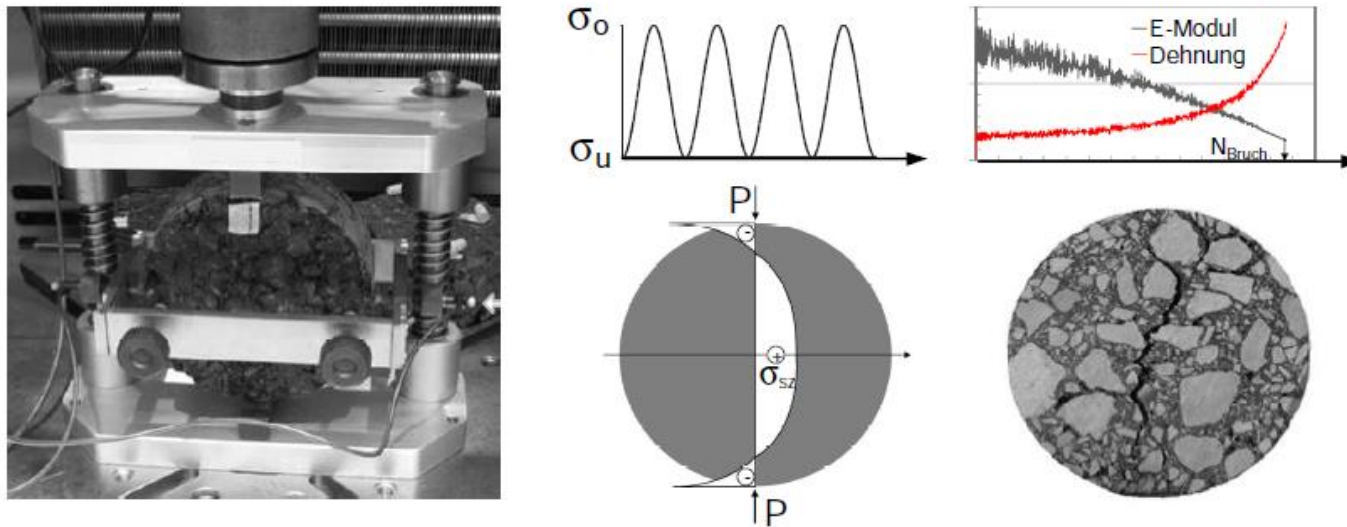 σo
σu
E-Modul
Dehnung
NBruch
P
-
+
σSZ
-
P